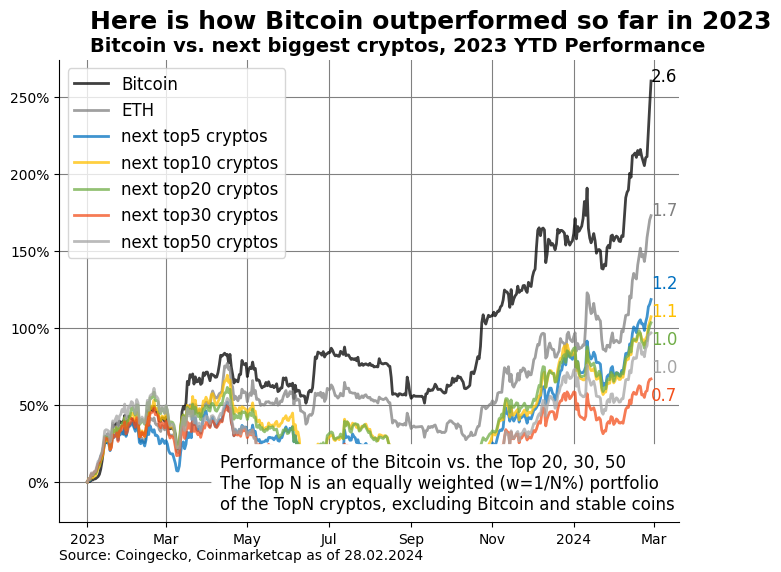 Here is how Bitcoin outperformed so far in 2023
Bitcoin vs. next biggest cryptos, 2023 YTD Performance
Bitcoin
ETH
next top5 cryptos
next top10 cryptos
next top20 cryptos
next top30 cryptos
next top50 cryptos
250%
200%
150%
100%
50%
0%
2.6
1.7
1.2
1.1
1.0
1.0
0.7
Performance of the Bitcoin vs. the Top 20, 30, 50
The Top N is an equally weighted (w=1/N%) portfolio
of the TopN cryptos, excluding Bitcoin and stable coins
2023 Mar May Jul Sep Nov 2024 Mar
Source: Coingecko, Coinmarketcap as of 28.02.2024